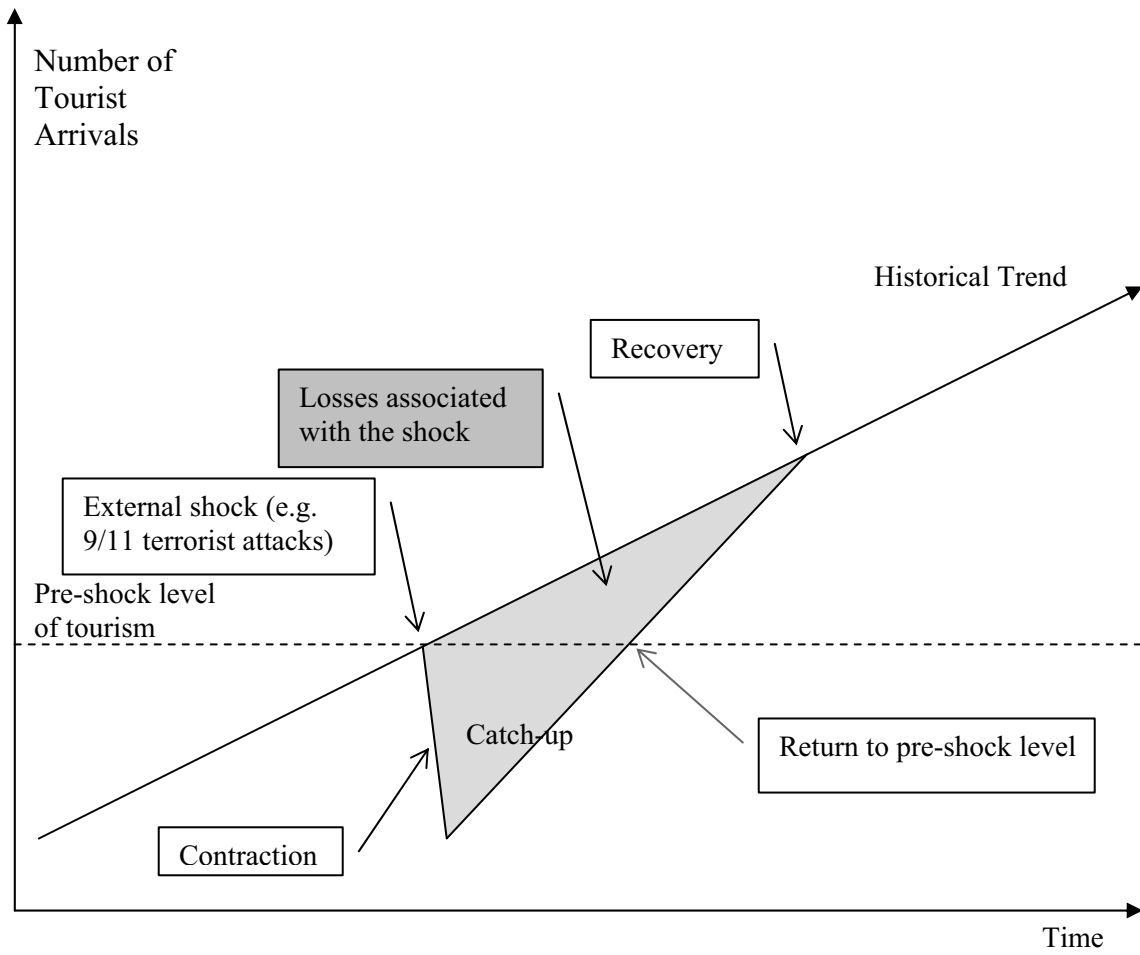 Number of
Tourist
Arrivals
Historical Trend
Recovery
Losses associated
with the shock
External shock (e.g.
9/11 terrorist attacks)
Pre-shock level
of tourism
Catch-up
Return to pre-shock level
Contraction
Time